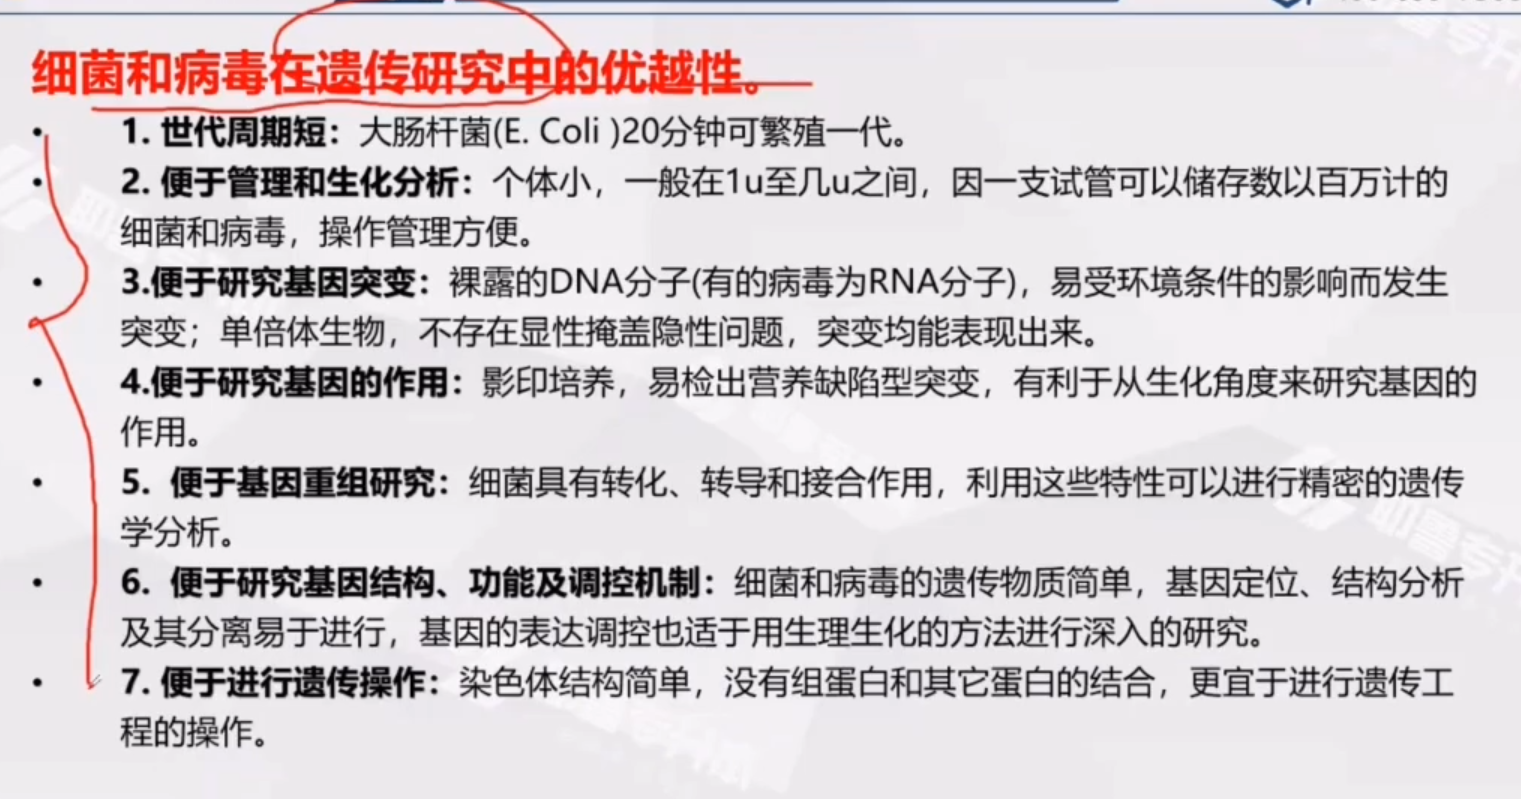 细菌和病毒在遗传研究中的优越性。
• 1. 世代周期短：大肠杆菌(E. Coli )20分钟可繁殖一代。
• 2. 便于管理和生化分析：个体小，一般在1u至几u之间，因一支试管可以储存数以百万计的
细菌和病毒，操作管理方便。
• 3.便于研究基因突变：裸露的DNA分子(有的病毒为RNA分子)，易受环境条件的影响而发生
突变；单倍体生物，不存在显性掩盖隐性问题，突变均能表现出来。
• 4.便于研究基因的作用：影印培养，易检出营养缺陷型突变，有利于从生化角度来研究基因的
作用。
• 5. 便于基因重组研究：细菌具有转化、转导和接合作用，利用这些特性可以进行精密的遗传
学分析。
• 6. 便于研究基因结构、功能及调控机制：细菌和病毒的遗传物质简单，基因定位、结构分析
及其分离易于进行，基因的表达调控也适于用生理生化的方法进行深入的研究。
• 7. 便于进行遗传操作：染色体结构简单，没有组蛋白和其它蛋白的结合，更宜于进行遗传工
程的操作。